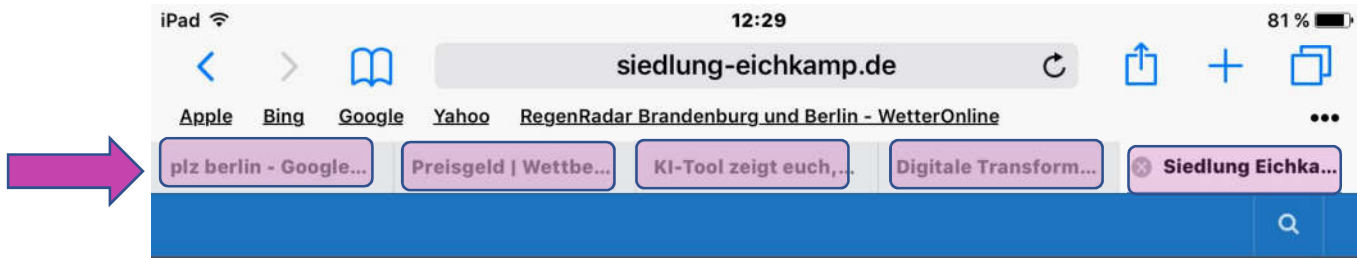 iPad 12:29 81 %
siedlung-eichkamp.de
Apple Bing Google Yahoo RegenRadar Brandenburg und Berlin - WetterOnline •••
plz berlin - Google... Preisgeld | Wettbe... KI-Tool zeigt euch,... Digitale Transform... Siedlung Eichka...